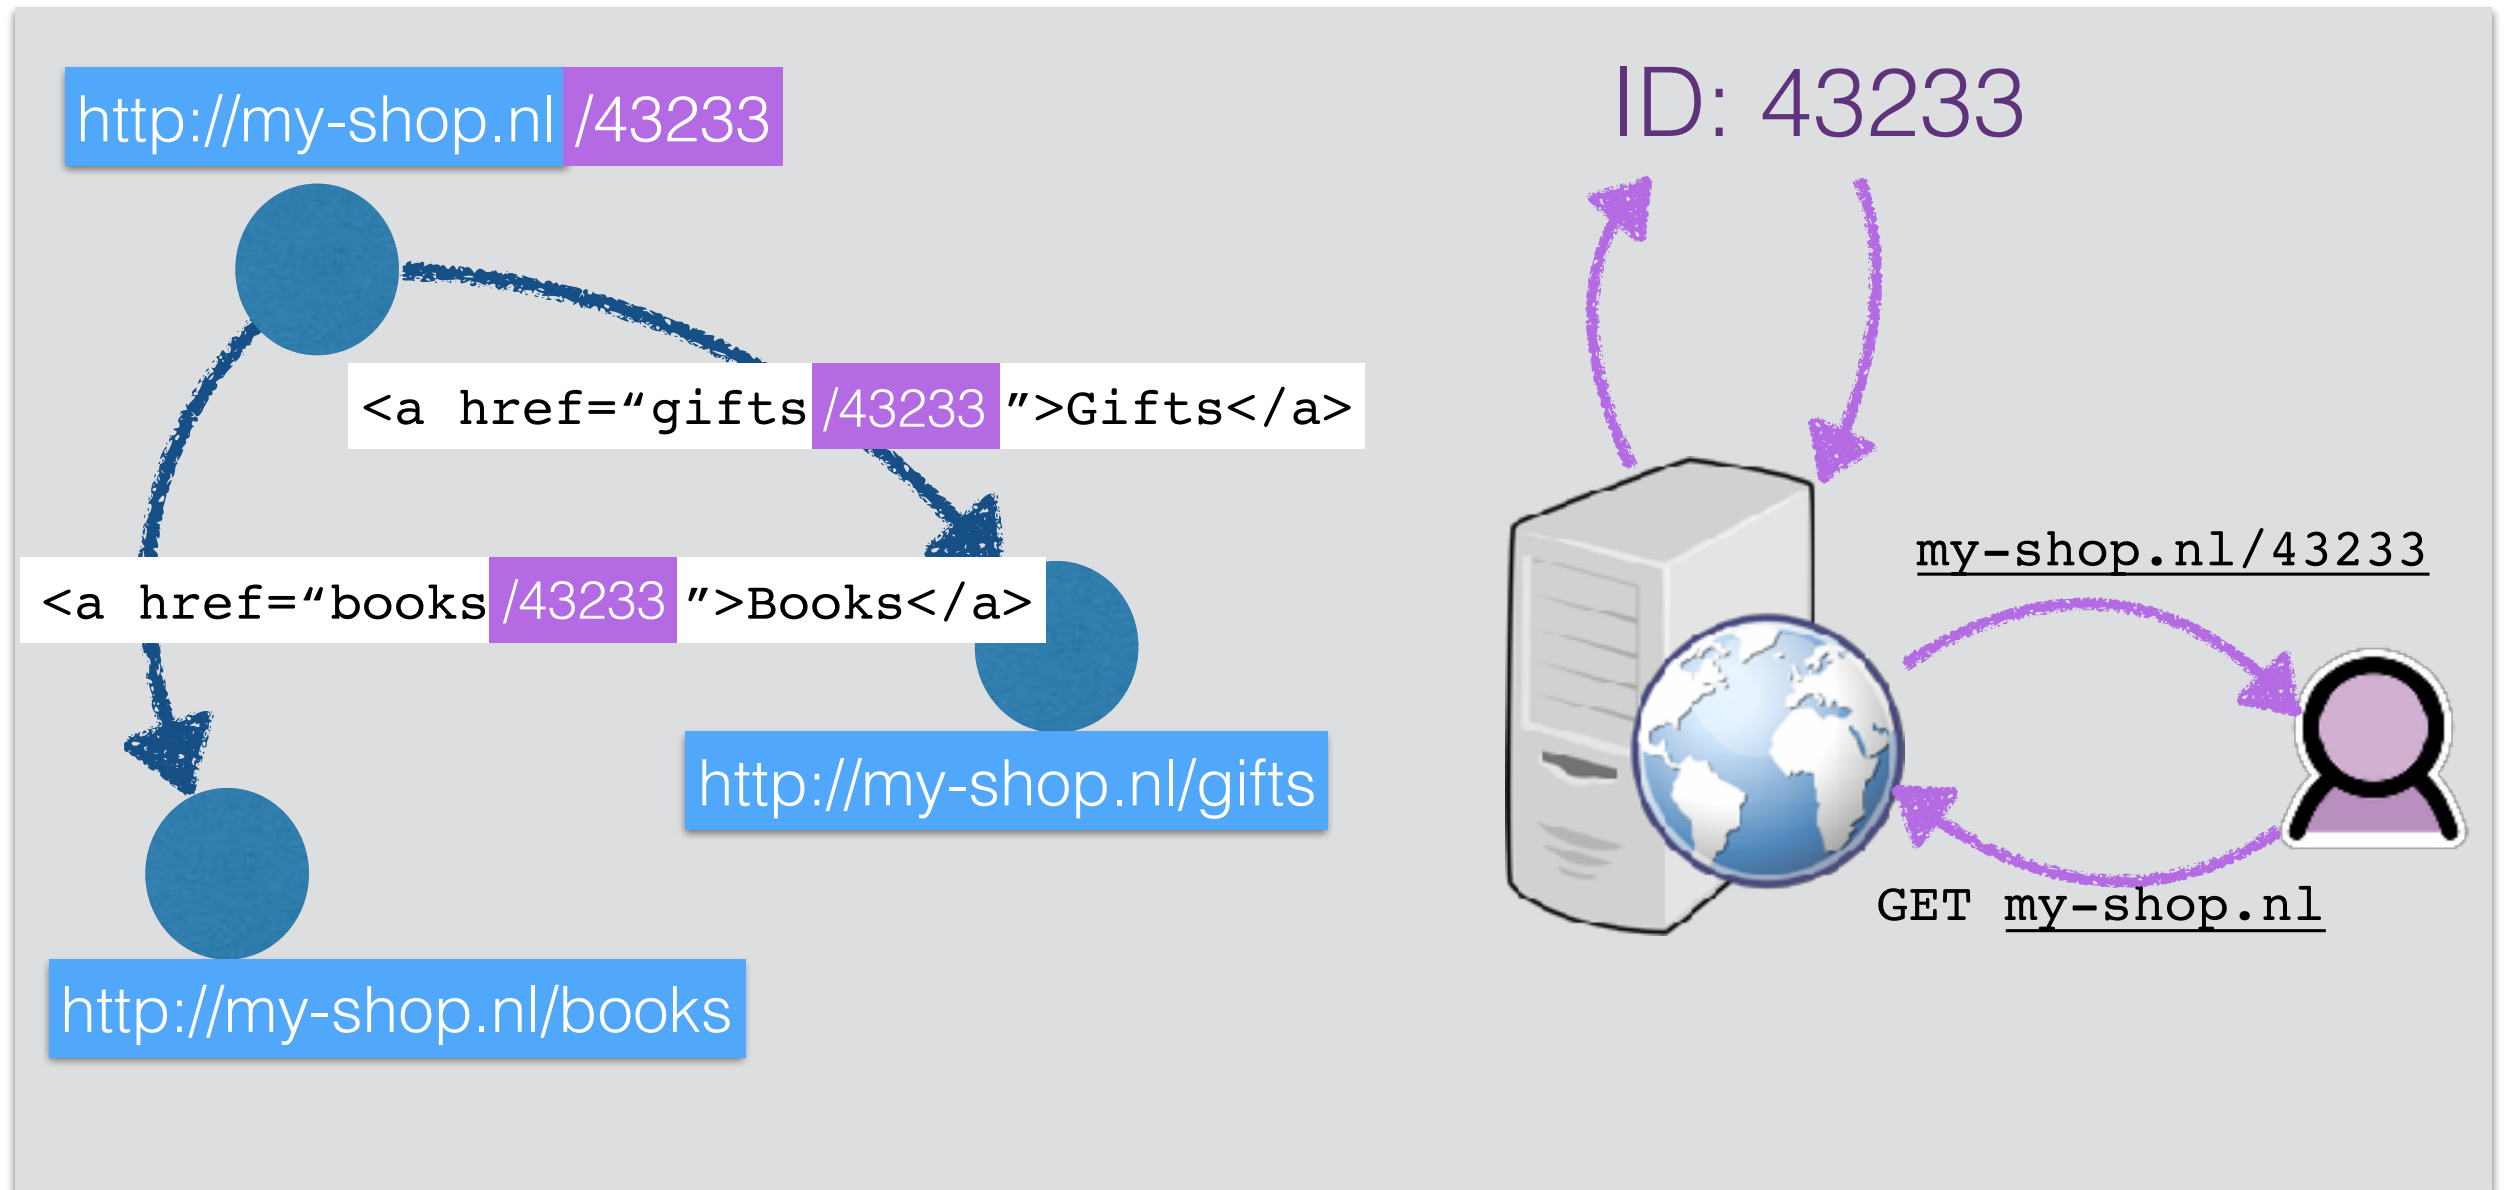 http://my-shop.nl/43233
<a href=“gifts/43233”>Gifts</a>
<a href=“books/43233”>Books</a>
http://my-shop.nl/gifts
http://my-shop.nl/books
ID: 43233
my-shop.nl/43233
GET my-shop.nl